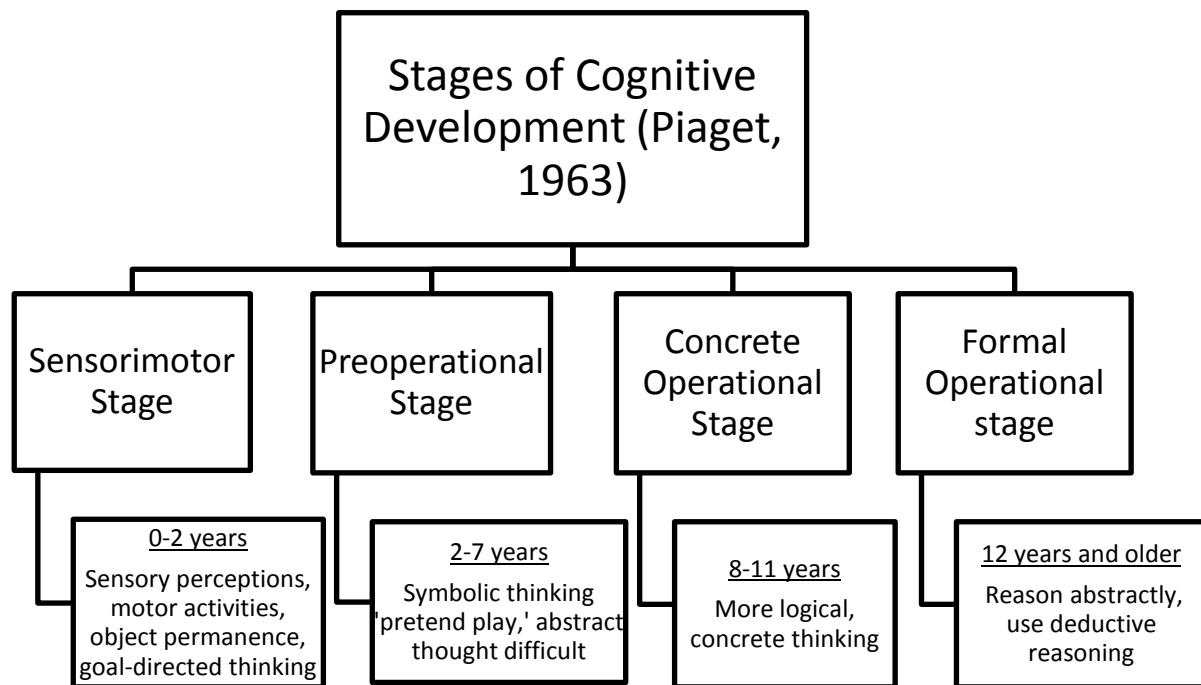 Stages of Cognitive
Development (Piaget,
1963)
Sensorimotor
Stage
Preoperational
Stage
Concrete
Operational
Stage
Formal
Operational
stage
0-2 years
Sensory perceptions,
motor activities,
object permanence,
goal-directed thinking
2-7 years
Symbolic thinking
'pretend play,' abstract
thought difficult
8-11 years
More logical,
concrete thinking
12 years and older
Reason abstractly,
use deductive
reasoning